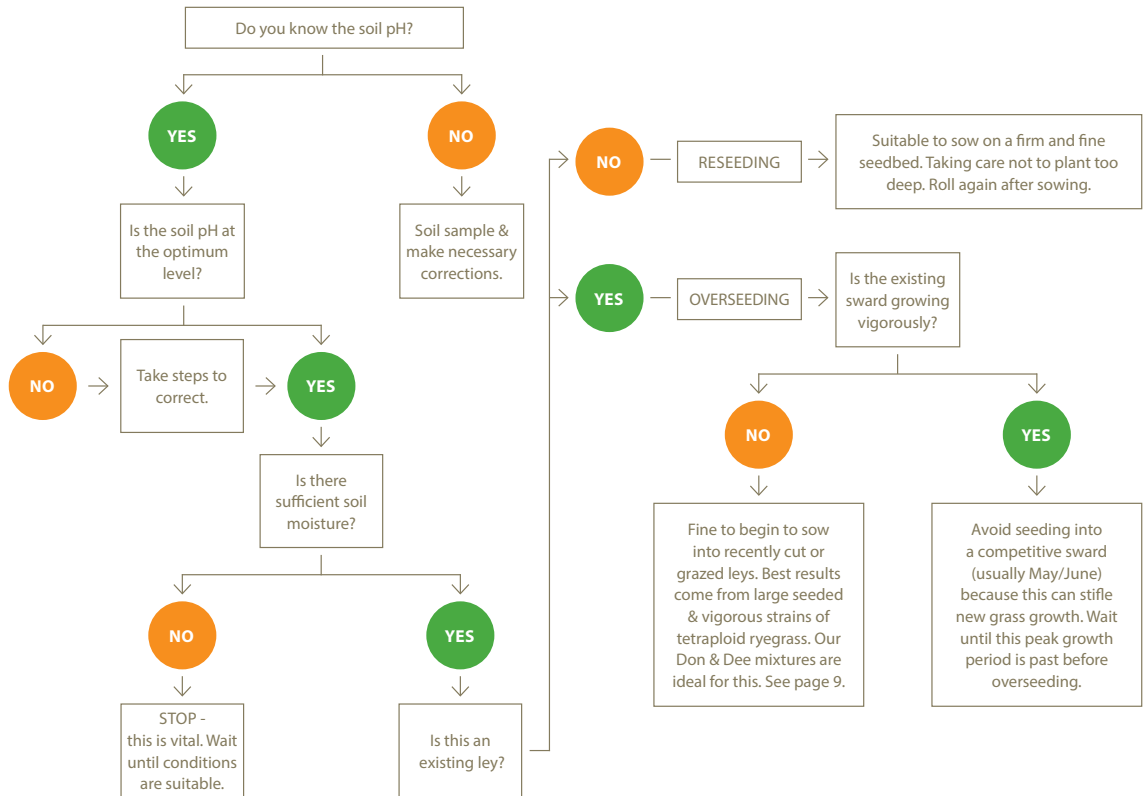 Do you know the soil pH?
YES
NO
Is the soil pH at
the optimum
level?
Soil sample &
make necessary
corrections.
NO
Take steps to
correct.
YES
Is there
sufficient soil
moisture?
NO
YES
STOP -
this is vital. Wait
until conditions
are suitable.
Is this an
existing ley?
NO
RESEEDING
Suitable to sow on a firm and fine
seedbed. Taking care not to plant too
deep. Roll again after sowing.
YES
OVERSEEDING
Is the existing
sward growing
vigorously?
NO
YES
Fine to begin to sow
into recently cut or
grazed leys. Best results
come from large seeded
& vigorous strains of
tetraploid ryegrass. Our
Don & Dee mixtures are
ideal for this. See page 9.
Avoid seeding into
a competitive sward
(usually May/June)
because this can stifle
new grass growth. Wait
until this peak growth
period is past before
overseeding.